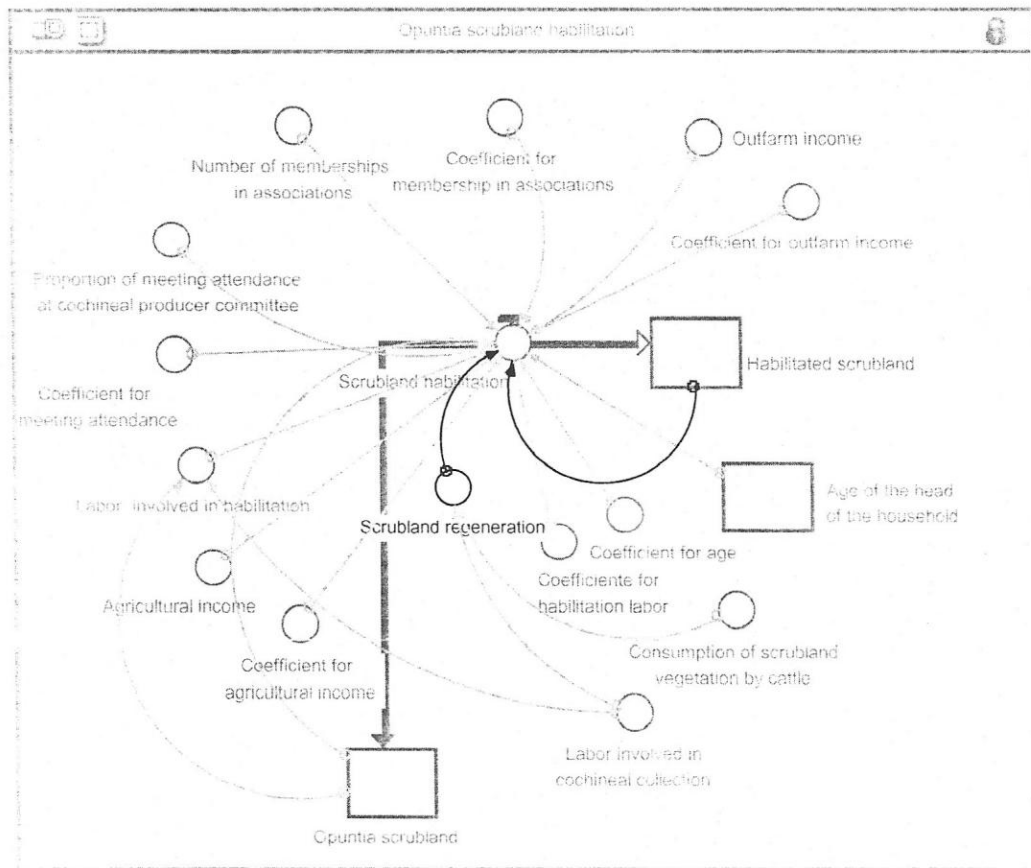 Opuntia scrubland habilitation
Number of memberships
in associations
Coefficient for
membership in associations
Outfarm income
Coefficient for outfarm income
Proportion of meeting attendance
at cochineal producer committee
Coefficient for
meeting attendance
Scrubland habilitation
Habilitated scrubland
Labor involved in habilitation
Scrubland regeneration
Age of the head
of the household
Coefficient for age
Coefficiente for
habilitation labor
Agricultural income
Coefficient for
agricultural income
Consumption of scrubland
vegetation by cattle
Labor involved in
cochineal collection
Opuntia scrubland